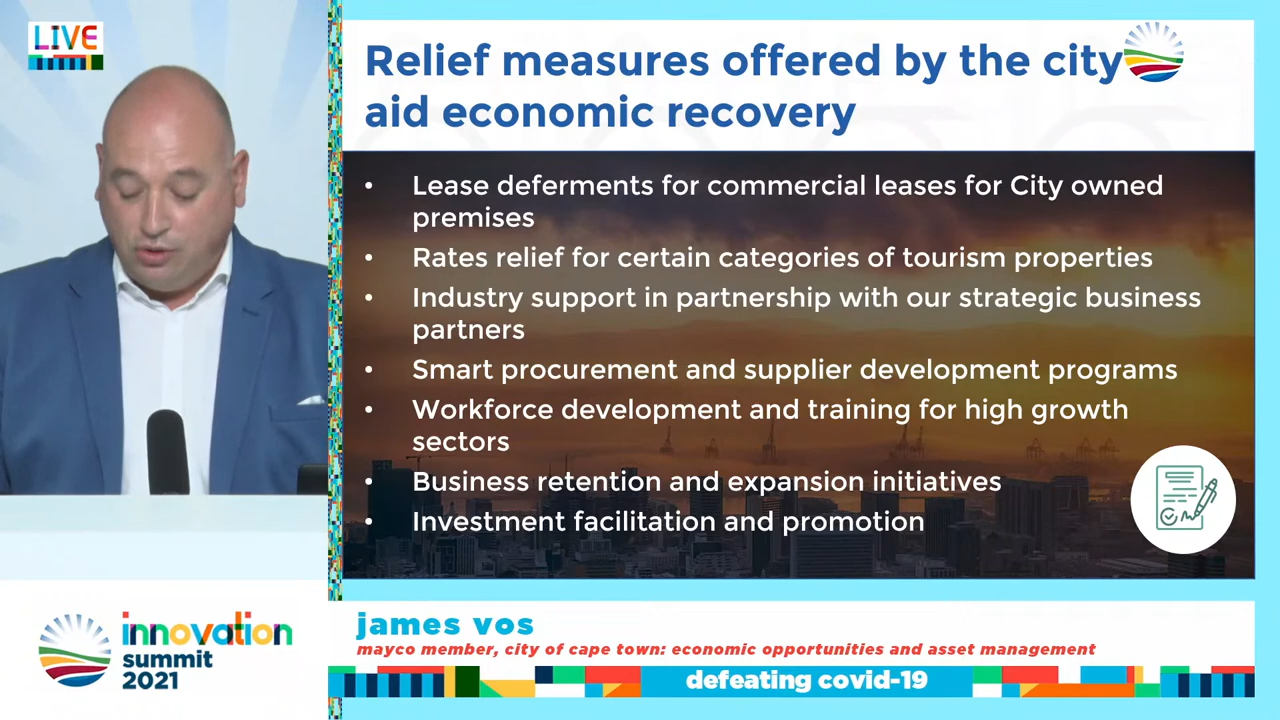 LIVE
Relief measures offered by the city
aid economic recovery
• Lease deferments for commercial leases for City owned
premises
• Rates relief for certain categories of tourism properties
• Industry support in partnership with our strategic business
partners
• Smart procurement and supplier development programs
• Workforce development and training for high growth
sectors
• Business retention and expansion initiatives
• Investment facilitation and promotion
innovation
summit
2021
james vos
mayco member, city of cape town: economic opportunities and asset management
defeating covid-19